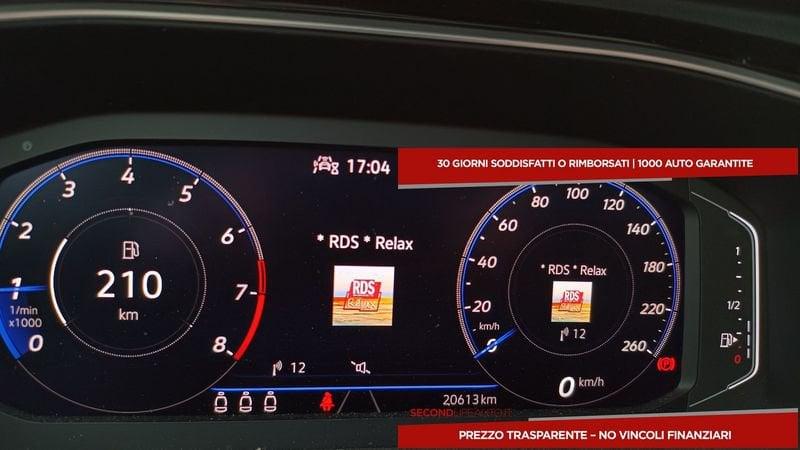 30 GIORNI SODDISFATTI O RIMBORSATI | 1000 AUTO GARANTITE
17:04
* RDS * Relax
RDS
Relax
12
20613 km
0
1
2
3
4
5
6
7
8
1/min
x1000
210
km
0
20
40
60
80
100
120
140
180
220
260
km/h
* RDS * Relax
RDS
Relax
12
0 km/h
(P)
1
1/2
0
SECONDLIFEAUTO.IT
PREZZO TRASPARENTE – NO VINCOLI FINANZIARI